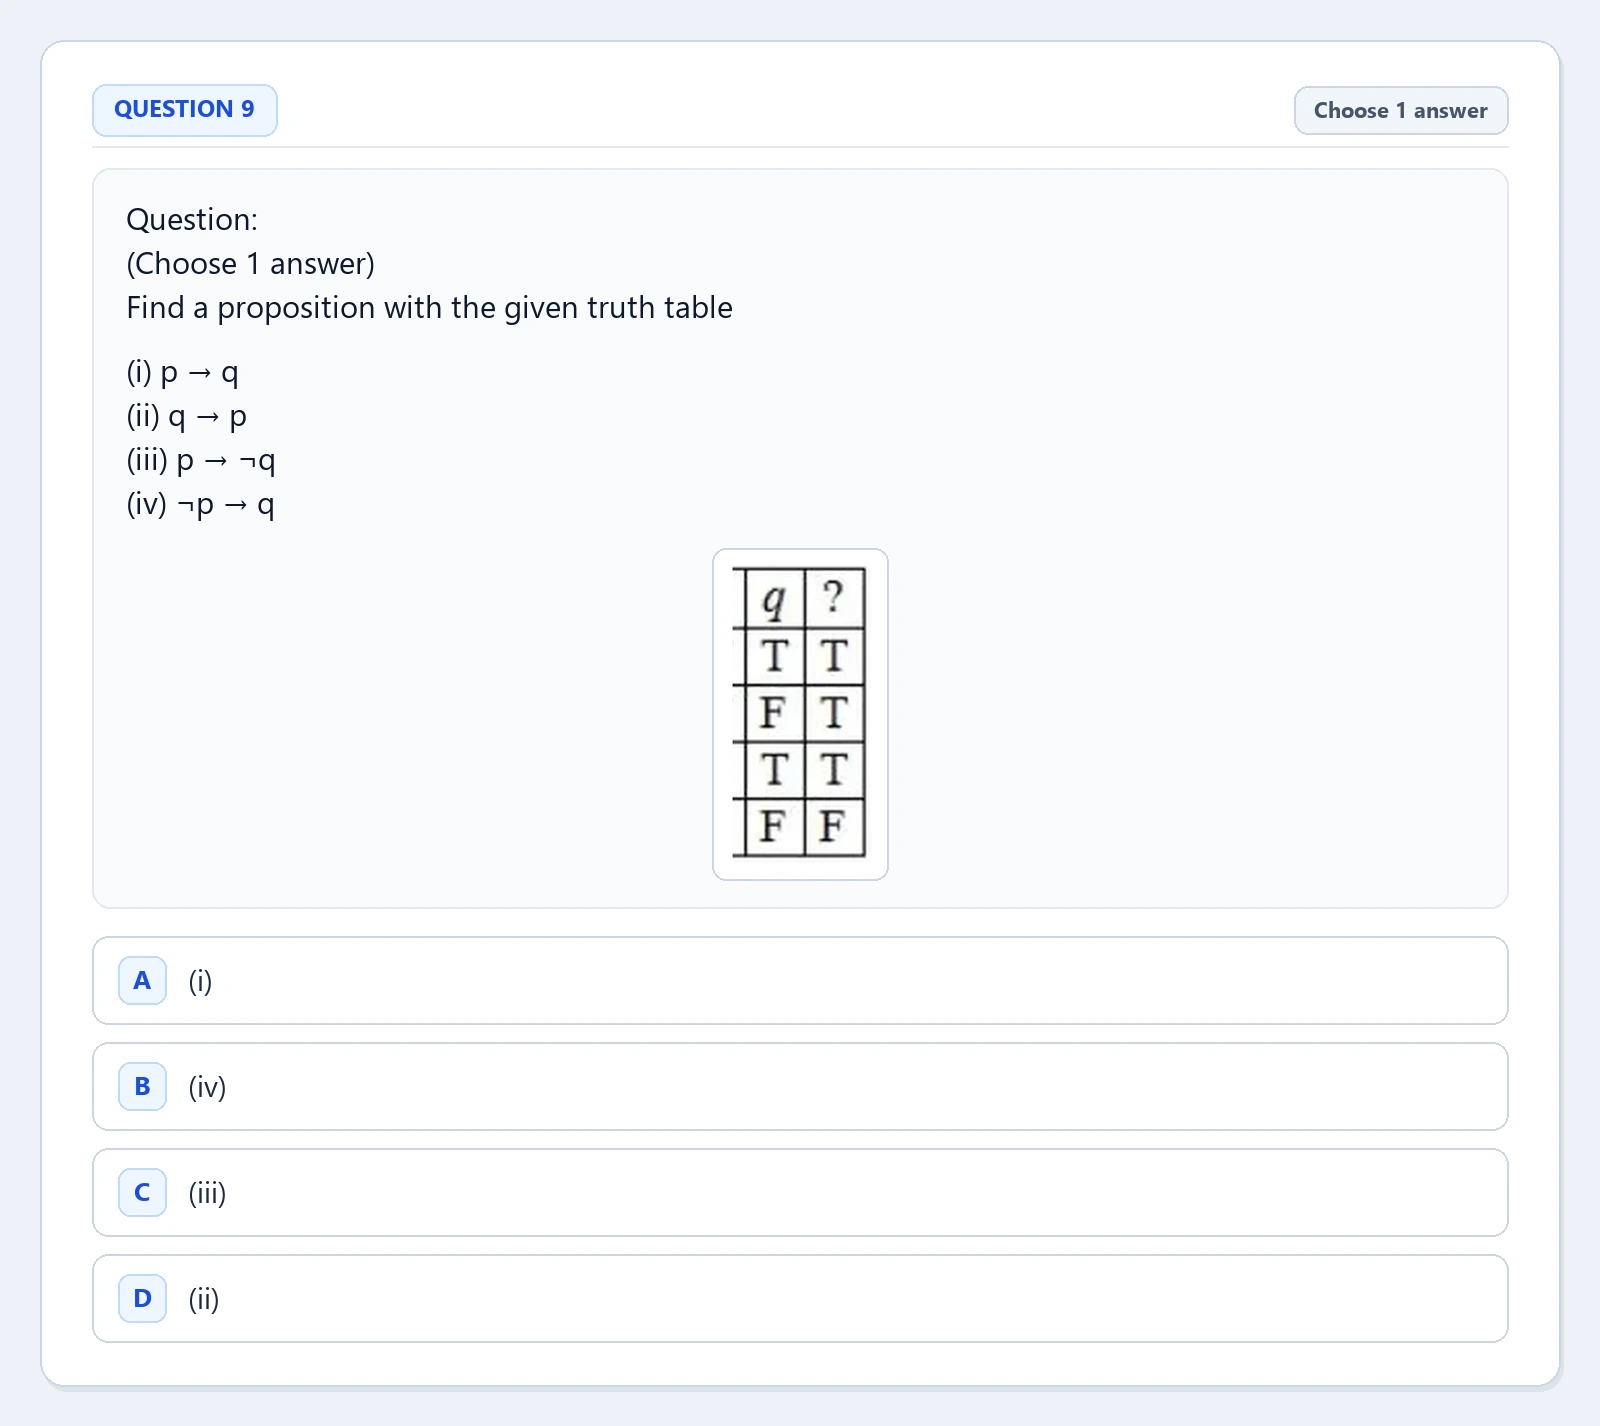 QUESTION 9
Choose 1 answer
Question:
(Choose 1 answer)
Find a proposition with the given truth table
(i) p → q
(ii) q → p
(iii) p → ¬q
(iv) ¬p → q
q ?
T T
F T
T T
F F
A (i)
B (iv)
C (iii)
D (ii)